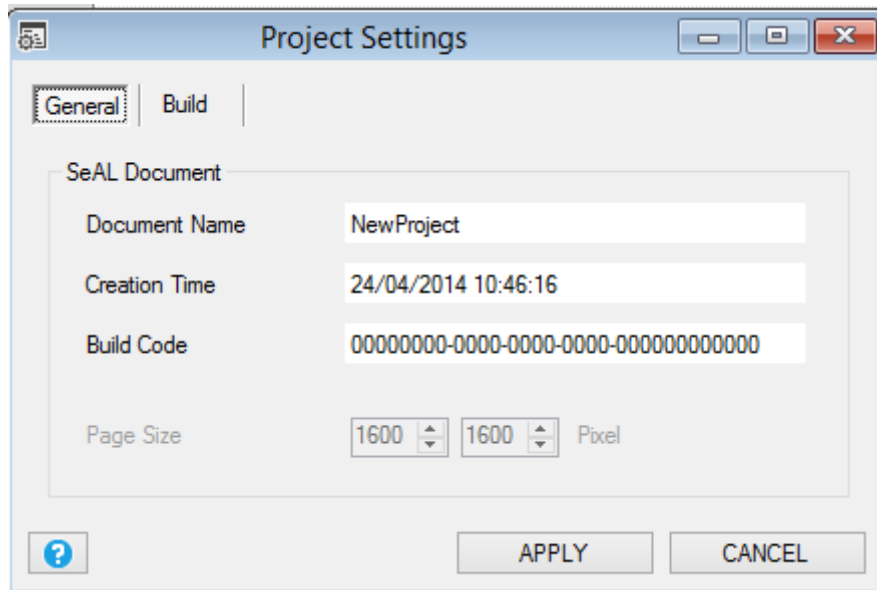 Project Settings
General Build
SeAL Document
Document Name NewProject
Creation Time 24/04/2014 10:46:16
Build Code 00000000-0000-0000-0000-000000000000
Page Size 1600 1600 Pixel
? APPLY CANCEL